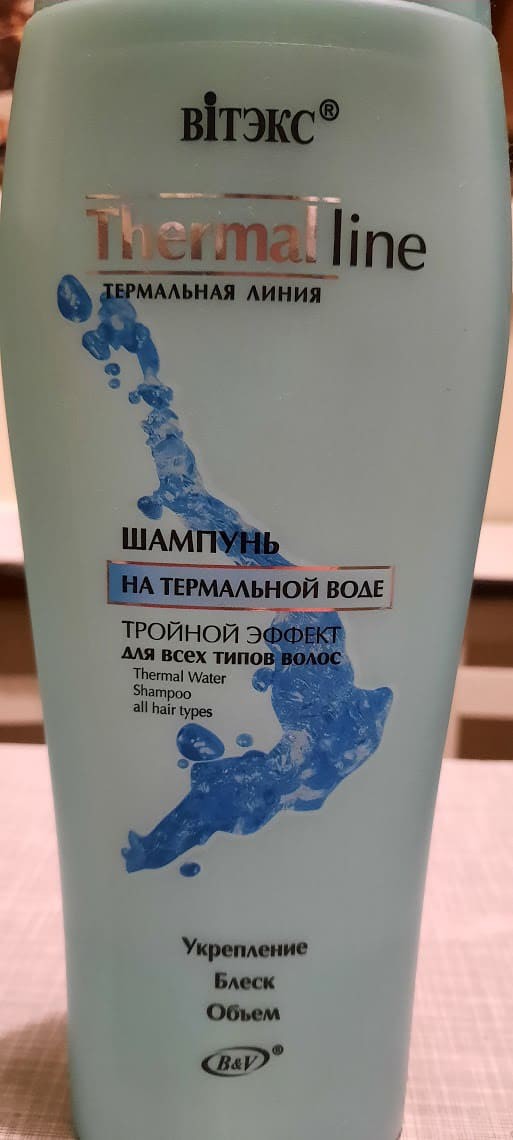 ВіТЭКС®
Thermal line
ТЕРМАЛЬНАЯ ЛИНИЯ
ШАМПУНЬ
НА ТЕРМАЛЬНОЙ ВОДЕ
ТРОЙНОЙ ЭФФЕКТ
для всех типов волос
Thermal Water
Shampoo
all hair types
Укрепление
Блеск
Объем
B&V®